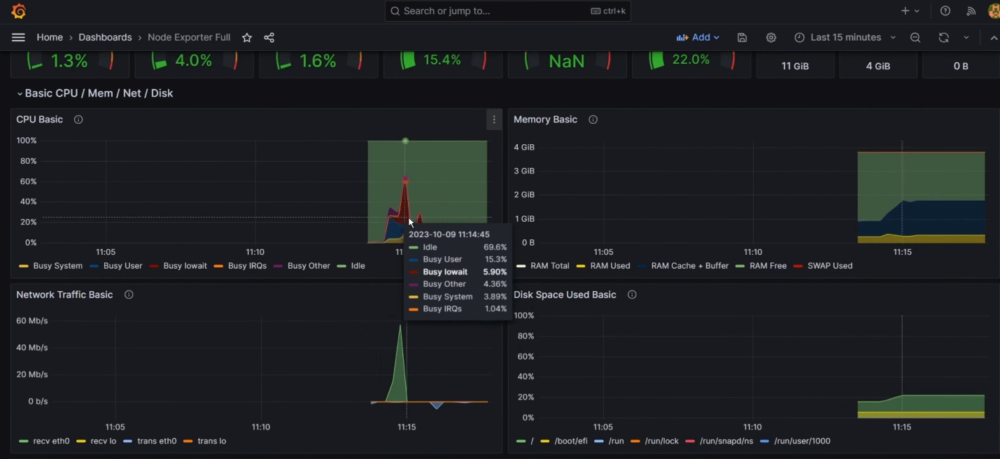 Search or jump to... ctrl+k
Home › Dashboards › Node Exporter Full Add Last 15 minutes
1.3% 4.0% 1.6% 15.4% NaN 22.0% 11 GiB 4 GiB 0 B
Basic CPU / Mem / Net / Disk
CPU Basic
100%
80%
60%
40%
20%
0%
11:05 11:10
Busy System Busy User Busy Iowait Busy IRQs Busy Other Idle
2023-10-09 11:14:45
Idle 69.6%
Busy User 15.3%
Busy Iowait 5.90%
Busy Other 4.36%
Busy System 3.89%
Busy IRQs 1.04%
Memory Basic
4 GiB
3 GiB
2 GiB
1 GiB
0 B
11:05 11:10 11:15
RAM Total RAM Used RAM Cache + Buffer RAM Free SWAP Used
Network Traffic Basic
60 Mb/s
40 Mb/s
20 Mb/s
0 b/s
11:05 11:10 11:15
recv eth0 recv lo trans eth0 trans lo
Disk Space Used Basic
100%
80%
60%
40%
20%
0%
11:05 11:10 11:15
/ /boot/efi /run /run/lock /run/snapd/ns /run/user/1000